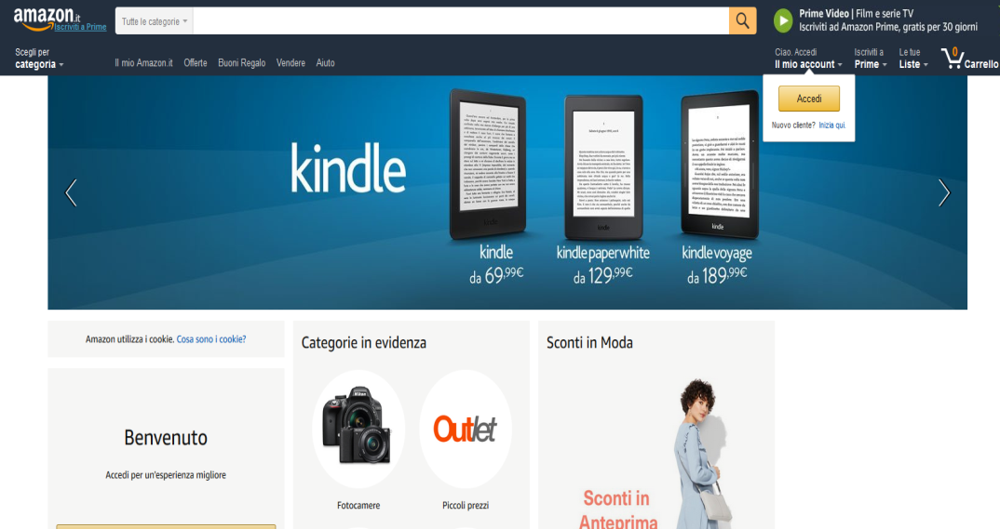 amazon.it
Iscriviti a Prime
Tutte le categorie
Prime Video | Film e serie TV
Iscriviti ad Amazon Prime, gratis per 30 giorni
Scegli per
categoria
Il mio Amazon.it Offerte Buoni Regalo Vendere Aiuto
Ciao. Accedi
Il mio account
Iscriviti a
Prime
Le tue
Liste
0
Carrello
Accedi
Nuovo cliente? Inizia qui.
kindle
kindle
kindle
kindle
kindle kindle paperwhite kindle voyage
da 69,99€ da 129,99€ da 189,99€
Amazon utilizza i cookie. Cosa sono i cookie?
Benvenuto
Accedi per un'esperienza migliore
Categorie in evidenza
Nikon
Outlet
Fotocamere Piccoli prezzi
Sconti in Moda
Sconti in
Anteprima